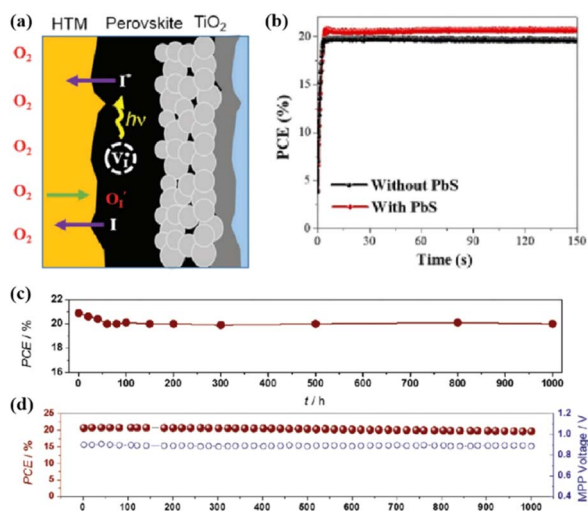 (a)
HTM Perovskite TiO₂
O₂
I*
O₂
hν
V_I^•
O₂
O₂
O_I'
I
O₂
(b)
PCE (%)
20
15
10
5
0
Without PbS
With PbS
0 30 60 90 120 150
Time (s)
(c)
PCE / %
22
20
18
16
0 100 200 300 400 500 600 700 800 900 1000
t / h
(d)
PCE / %
25
20
15
10
5
0
1.2
1.0
0.8
0.6
0.4
MPP Voltage / V
0 100 200 300 400 500 600 700 800 900 1000